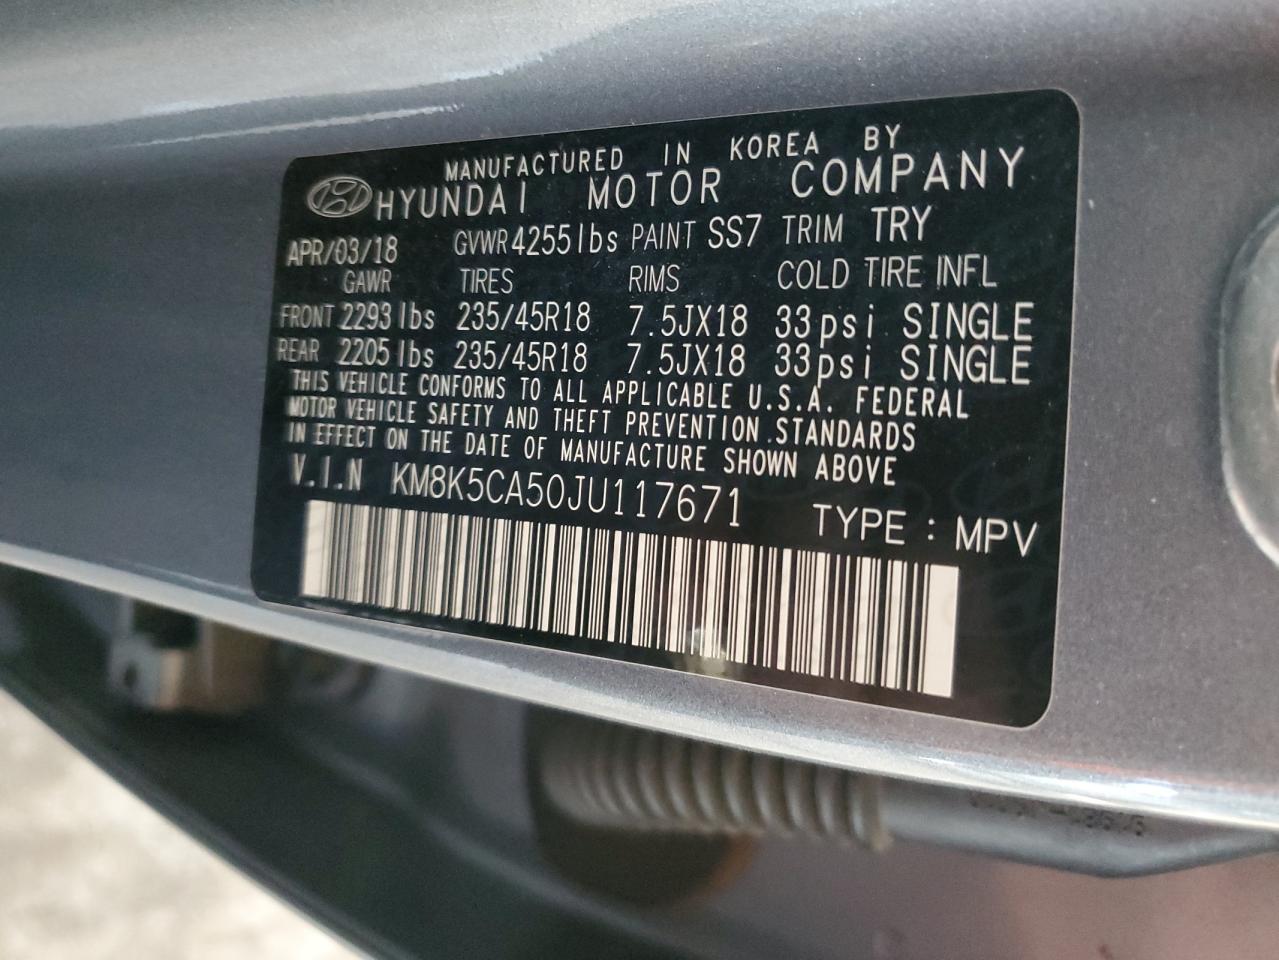 MANUFACTURED IN KOREA BY
HYUNDAI MOTOR COMPANY
APR/03/18 GVWR 4255lbs PAINT SS7 TRIM TRY
GAWR TIRES RIMS COLD TIRE INFL
FRONT 2293 lbs 235/45R18 7.5JX18 33psi SINGLE
REAR 2205 lbs 235/45R18 7.5JX18 33psi SINGLE
THIS VEHICLE CONFORMS TO ALL APPLICABLE U.S.A. FEDERAL
MOTOR VEHICLE SAFETY AND THEFT PREVENTION STANDARDS
IN EFFECT ON THE DATE OF MANUFACTURE SHOWN ABOVE
V.I.N KM8K5CA50JU117671 TYPE : MPV